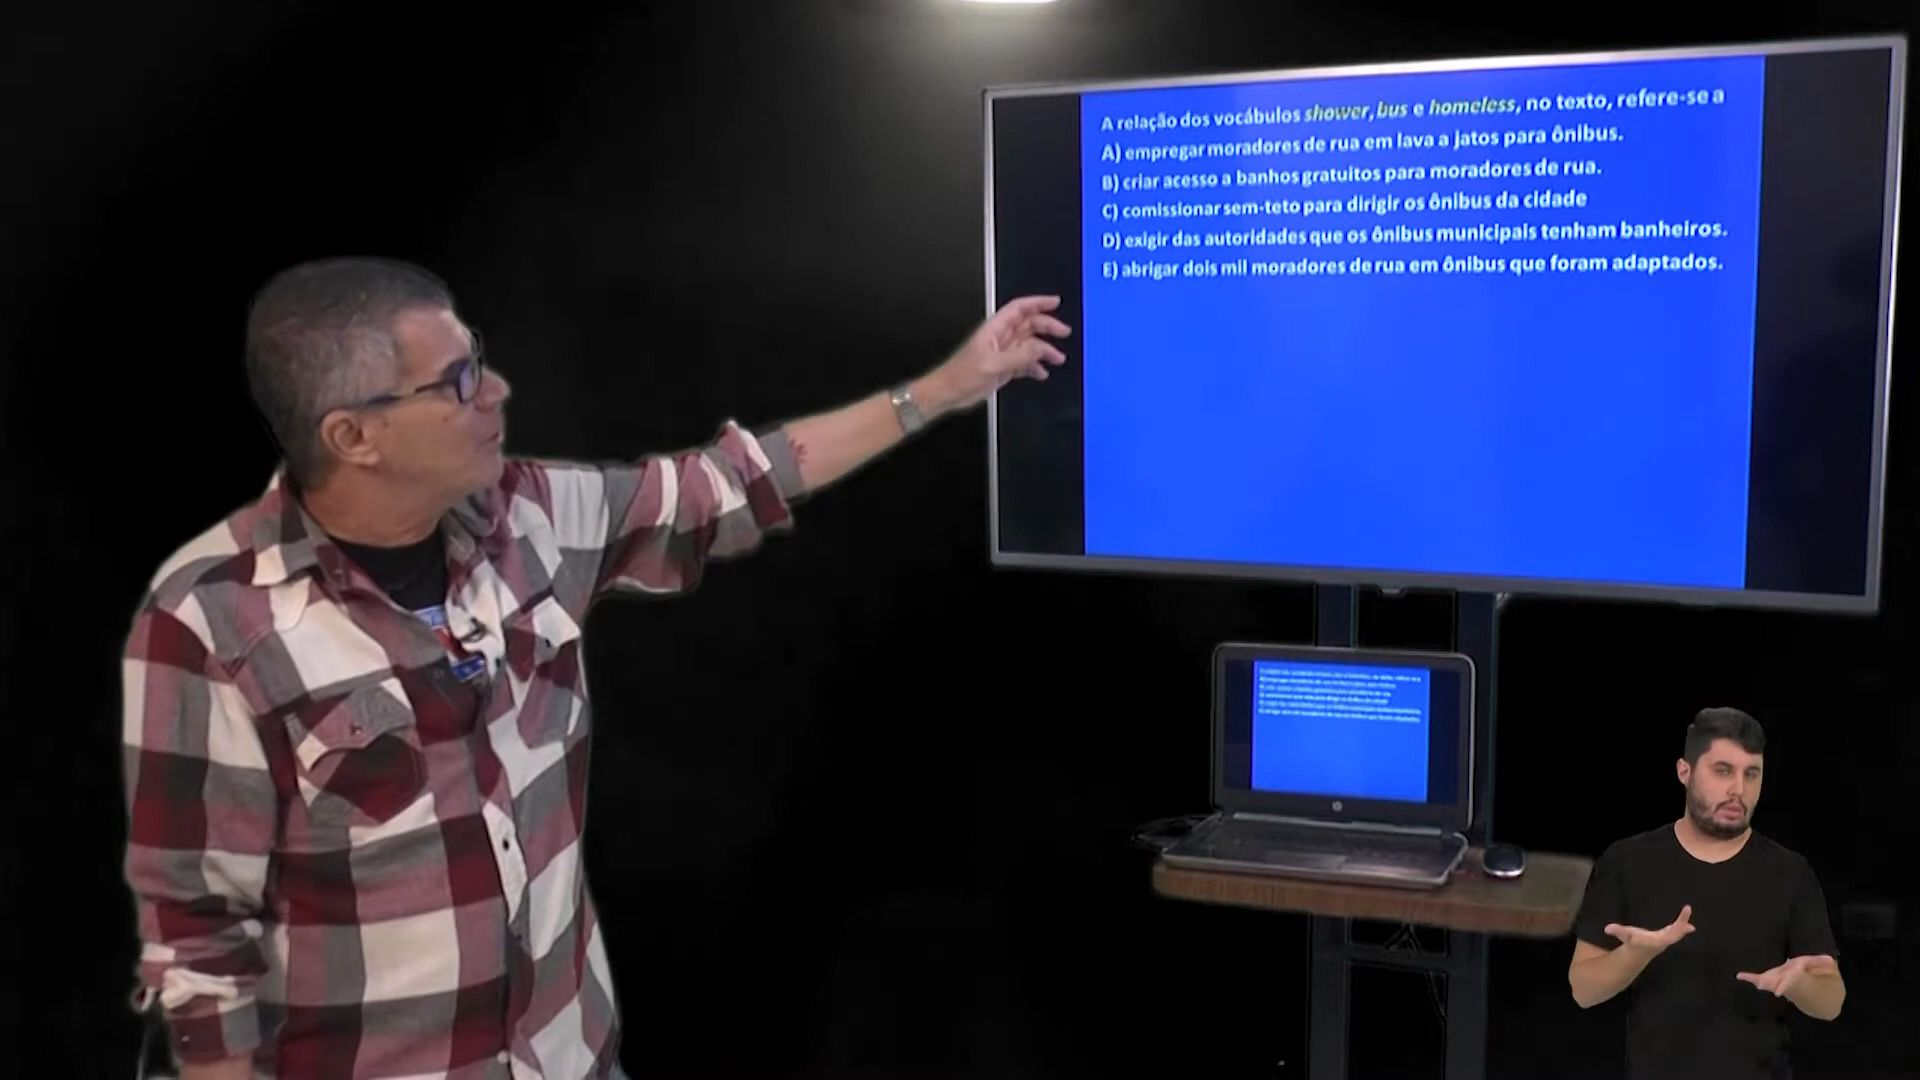 A relação dos vocábulos shower, bus e homeless, no texto, refere-se a
A) empregar moradores de rua em lava a jatos para ônibus.
B) criar acesso a banhos gratuitos para moradores de rua.
C) comissionar sem-teto para dirigir os ônibus da cidade
D) exigir das autoridades que os ônibus municipais tenham banheiros.
E) abrigar dois mil moradores de rua em ônibus que foram adaptados.